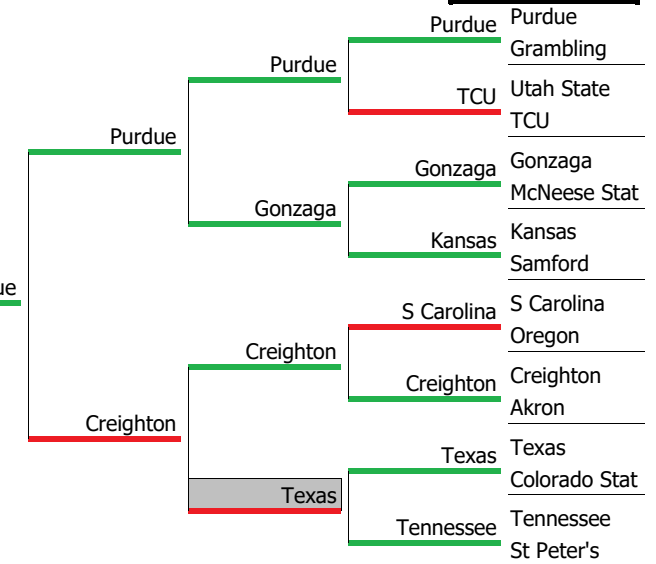 Purdue
Purdue
Grambling
Purdue
TCU
Utah State
TCU
Purdue
Gonzaga
Gonzaga
McNeese Stat
Gonzaga
Kansas
Kansas
Samford
ue
S Carolina
S Carolina
Oregon
Creighton
Creighton
Creighton
Akron
Creighton
Texas
Texas
Colorado Stat
Texas
Tennessee
Tennessee
St Peter's